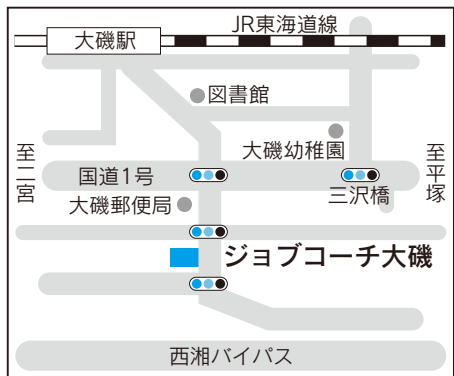 JR東海道線
大磯駅
図書館
大磯幼稚園
至二宮
国道1号
至平塚
三沢橋
大磯郵便局
ジョブコーチ大磯
西湘バイパス